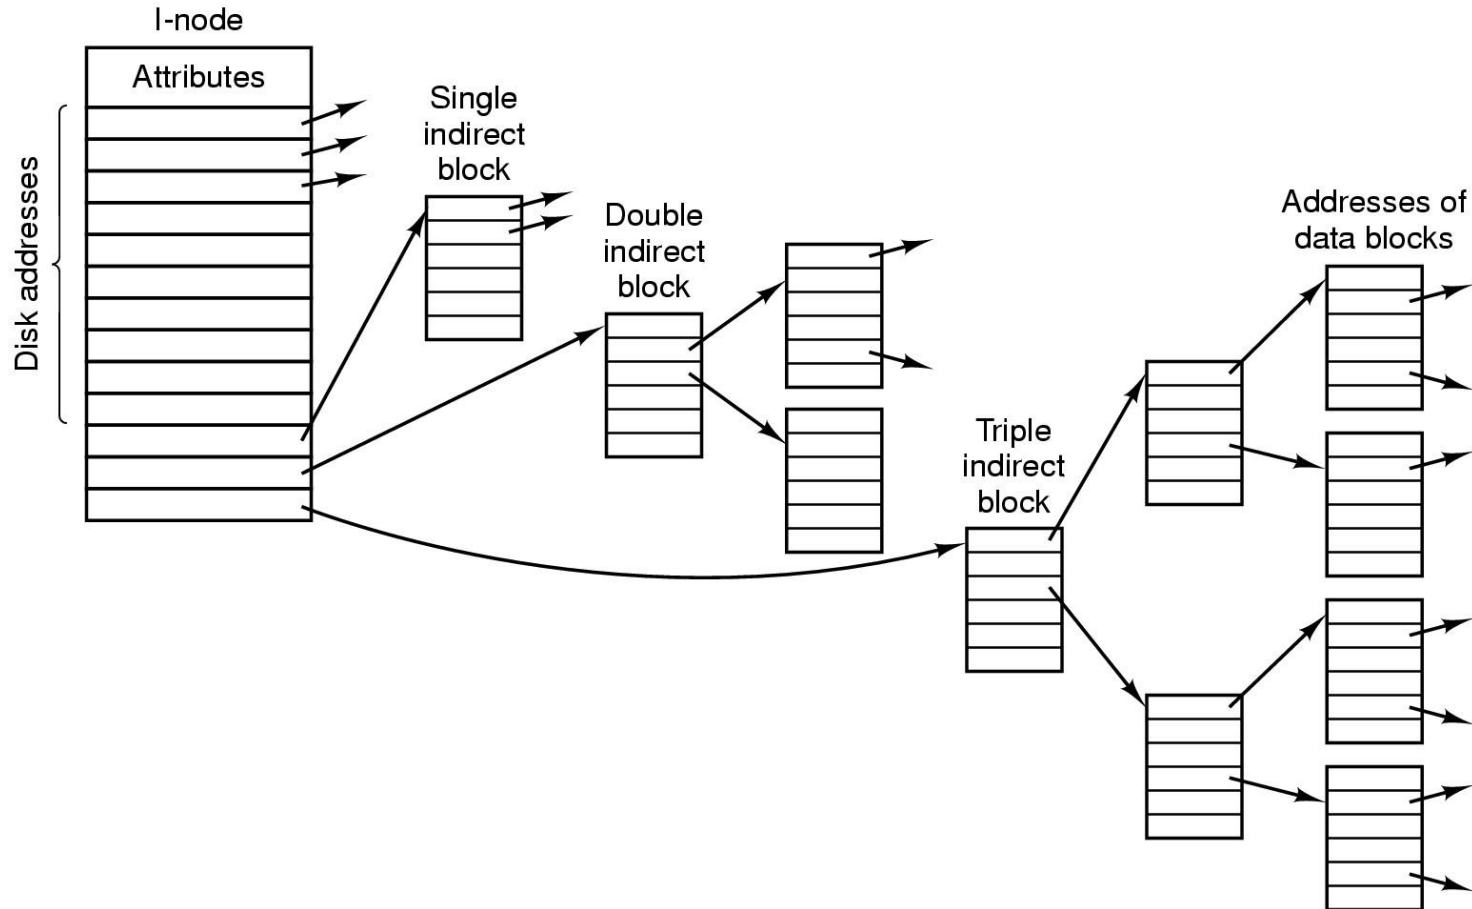 I-node
Attributes
Disk addresses
Single
indirect
block
Double
indirect
block
Triple
indirect
block
Addresses of
data blocks